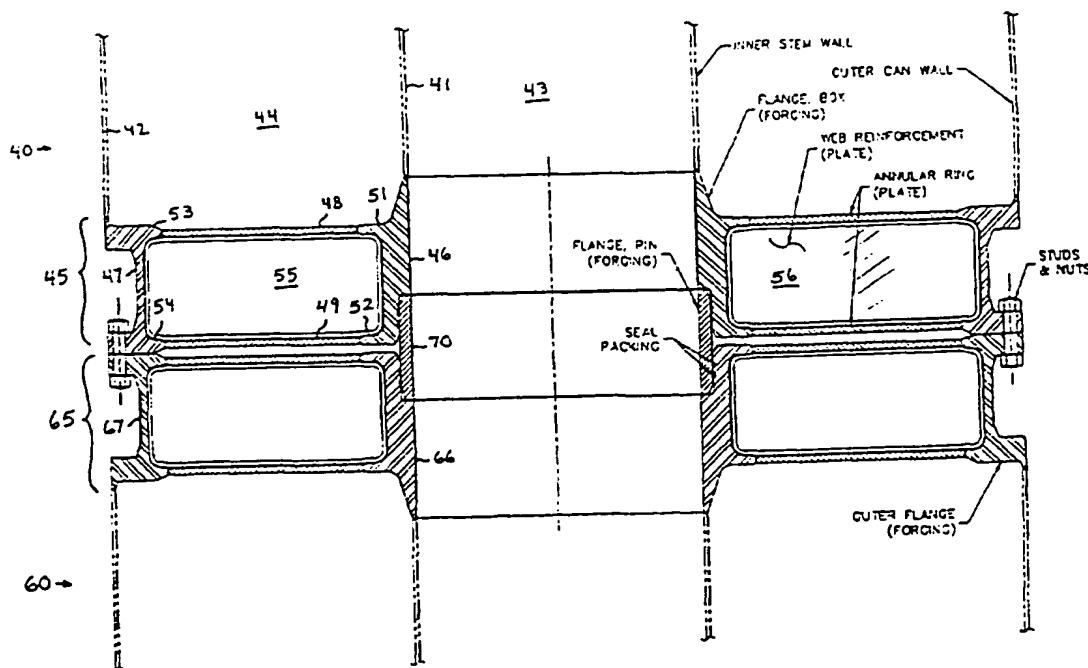 INNER STEM WALL
OUTER CAN WALL
41
43
FLANGE, BOX
(FORGING)
42
44
WEB REINFORCEMENT
(PLATE)
40
ANNULAR RING
(PLATE)
53
48
51
45
47
46
FLANGE, PIN
(FORGING)
55
56
STUDS
& NUTS
54
49
52
SEAL
PACKING
70
65
67
66
OUTER FLANGE
(FORGING)
60